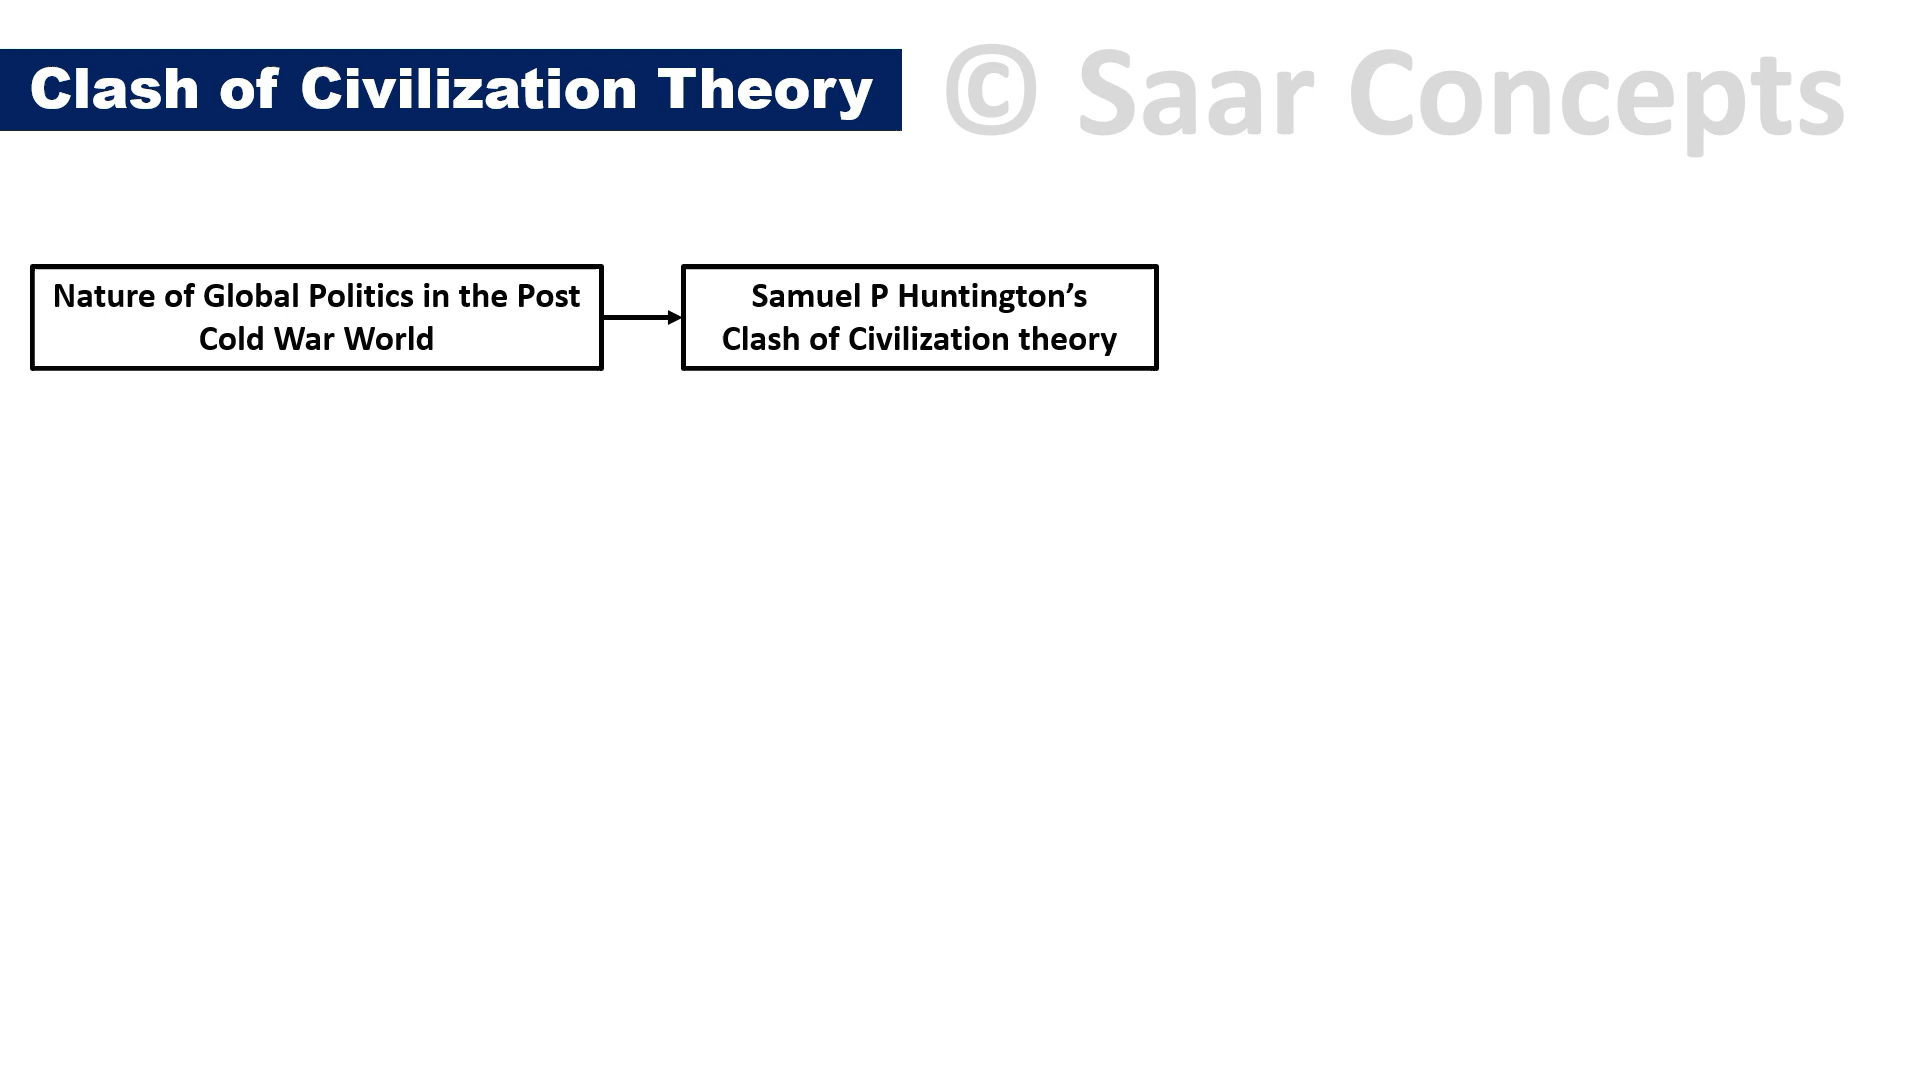 Clash of Civilization Theory
© Saar Concepts
Nature of Global Politics in the Post
Cold War World
Samuel P Huntington’s
Clash of Civilization theory